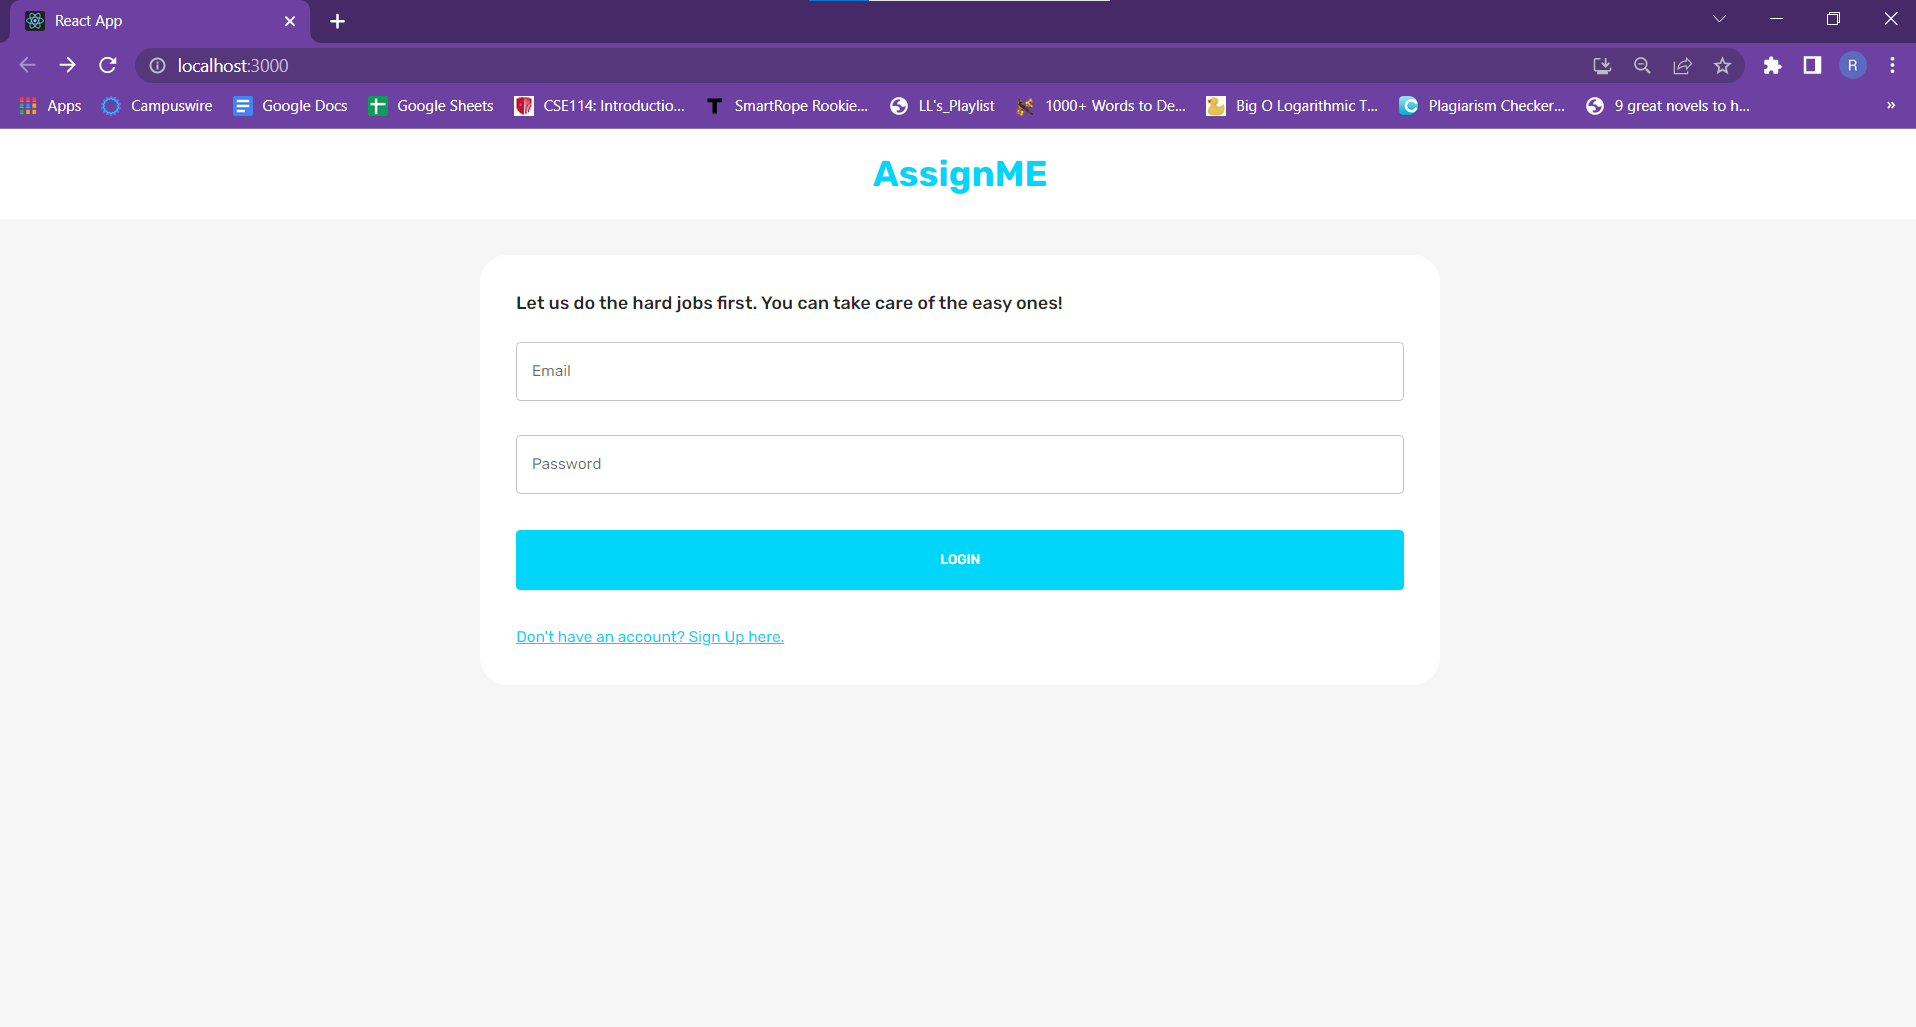 React App
localhost:3000
R
Apps Campuswire Google Docs Google Sheets CSE114: Introductio... SmartRope Rookie... LL's_Playlist 1000+ Words to De... Big O Logarithmic T... Plagiarism Checker... 9 great novels to h... »
AssignME
Let us do the hard jobs first. You can take care of the easy ones!
Email
Password
LOGIN
Don't have an account? Sign Up here.